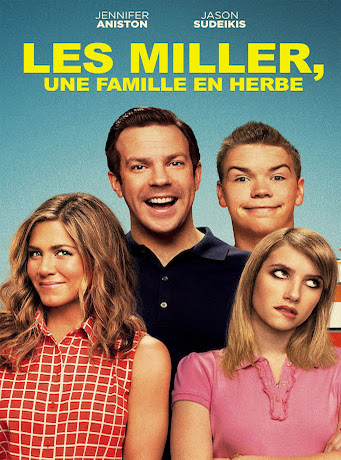 JENNIFER JASON
ANISTON SUDEIKIS
LES MILLER,
UNE FAMILLE EN HERBE